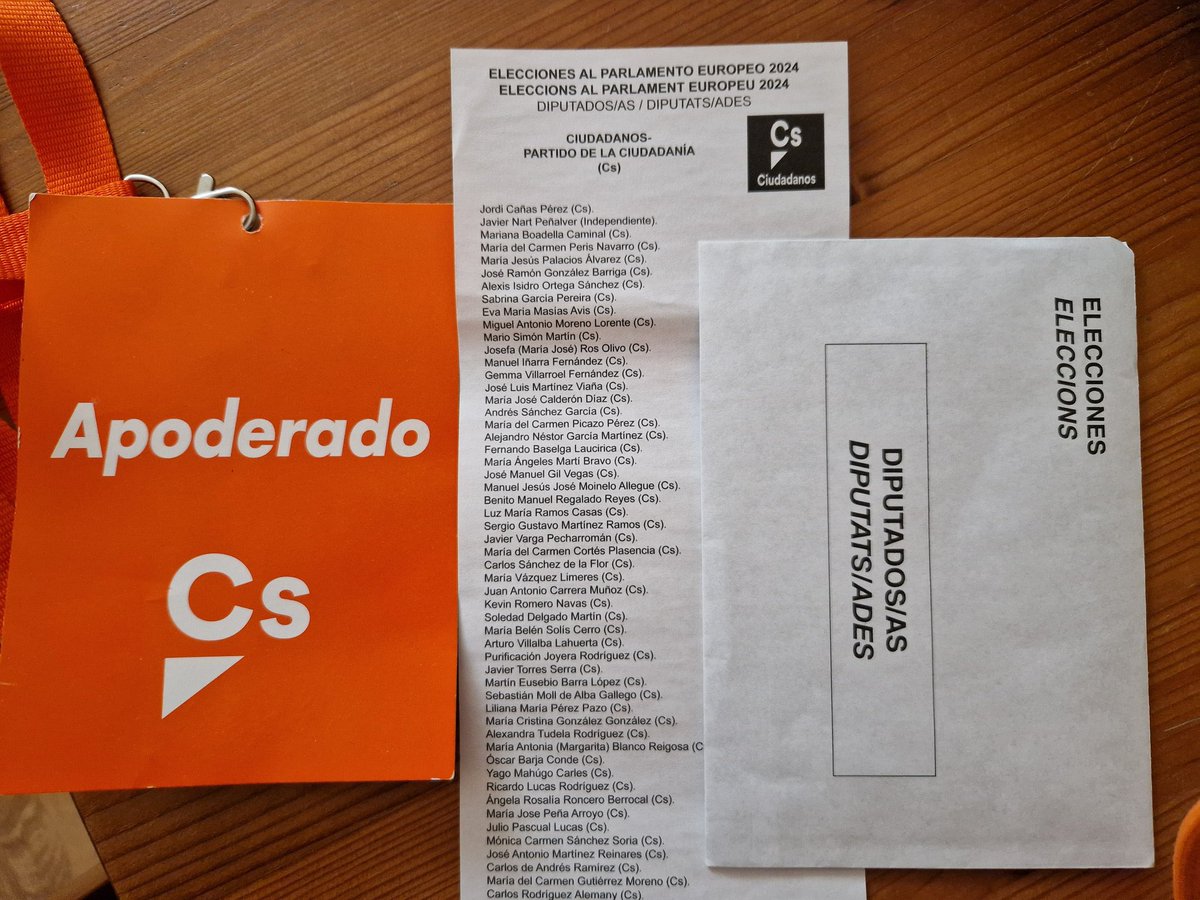 Apoderado
Cs
ELECCIONES AL PARLAMENTO EUROPEO 2024
ELECCIONS AL PARLAMENT EUROPEU 2024
DIPUTADOS/AS / DIPUTATS/ADES
CIUDADANOS-
PARTIDO DE LA CIUDADANÍA
(Cs)
Cs
Ciudadanos
Jordi Cañas Pérez (Cs).
Javier Nart Peñalver (Independiente).
Mariana Boadella Caminal (Cs).
María del Carmen Peris Navarro (Cs).
María Jesús Palacios Álvarez (Cs).
José Ramón González Barriga (Cs).
Alexis Isidro Ortega Sánchez (Cs).
Sabrina García Pereira (Cs).
Eva María Masías Avis (Cs).
Miguel Antonio Moreno Lorente (Cs).
Mario Simón Martín (Cs).
Josefa (María José) Ros Olivo (Cs).
Manuel Iñarra Fernández (Cs).
Gemma Villarroel Fernández (Cs).
José Luis Martínez Viaña (Cs).
María José Calderón Díaz (Cs).
Andrés Sánchez García (Cs).
María del Carmen Picazo Pérez (Cs).
Alejandro Néstor García Martínez (Cs).
Fernando Baselga Laucirica (Cs).
María Ángeles Martí Bravo (Cs).
José Manuel Gil Vegas (Cs).
Manuel Jesús José Moinelo Allegue (Cs).
Benito Manuel Regalado Reyes (Cs).
Luz María Ramos Casas (Cs).
Sergio Gustavo Martínez Ramos (Cs).
Javier Varga Pecharromán (Cs).
María del Carmen Cortés Plasencia (Cs).
Carlos Sánchez de la Flor (Cs).
María Vázquez Limeres (Cs).
Juan Antonio Carrera Muñoz (Cs).
Kevin Romero Navas (Cs).
Soledad Delgado Martín (Cs).
María Belén Solís Cerro (Cs).
Arturo Villalba Lahuerta (Cs).
Purificación Joyera Rodríguez (Cs).
Javier Torres Serra (Cs).
Martín Eusebio Barra López (Cs).
Sebastián Moll de Alba Gallego (Cs).
Liliana María Pérez Pazo (Cs).
María Cristina González González (Cs).
Alexandra Tudela Rodríguez (Cs).
María Antonia (Margarita) Blanco Reigosa (C
Óscar Barja Conde (Cs).
Yago Mahúgo Carles (Cs).
Ricardo Lucas Rodríguez (Cs).
Ángela Rosalía Roncero Berrocal (Cs).
María Jose Peña Arroyo (Cs).
Julio Pascual Lucas (Cs).
Mónica Carmen Sánchez Soria (Cs).
José Antonio Martínez Reinares (Cs).
Carlos de Andrés Ramírez (Cs).
María del Carmen Gutiérrez Moreno (Cs).
Carlos Rodríguez Alemany (Cs).
ELECCIONES
ELECCIONS
DIPUTADOS/AS
DIPUTATS/ADES